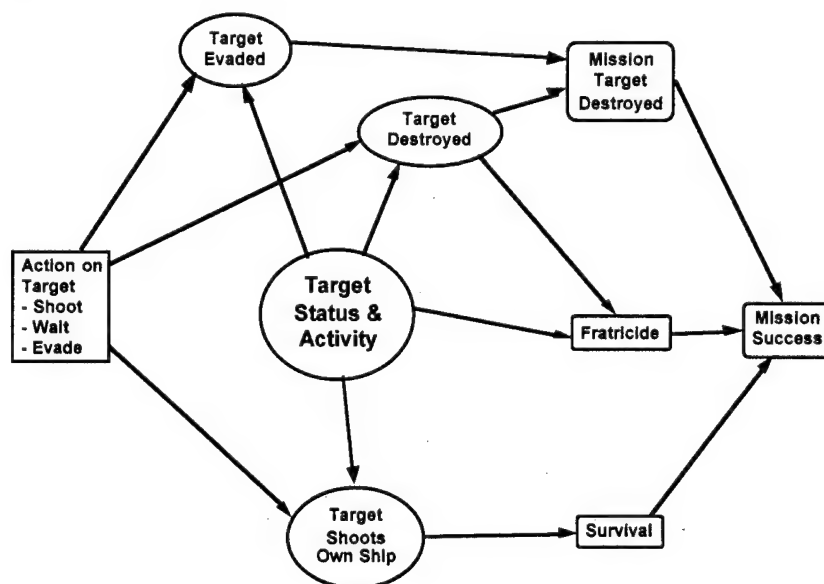 Target
Evaded
Mission
Target
Destroyed
Target
Destroyed
Action on
Target
- Shoot
- Wait
- Evade
Target
Status &
Activity
Fratricide
Mission
Success
Target
Shoots
Own Ship
Survival